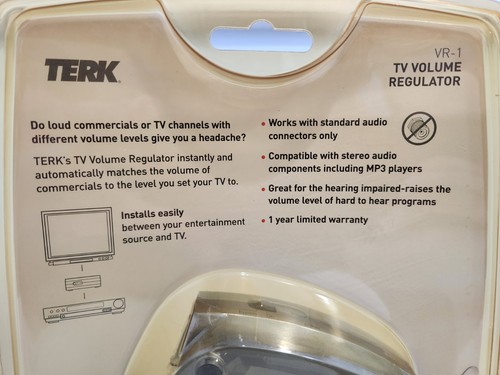 TERK
VR-1
TV VOLUME
REGULATOR
Do loud commercials or TV channels with
different volume levels give you a headache?
TERK's TV Volume Regulator instantly and
automatically matches the volume of
commercials to the level you set your TV to.
Installs easily
between your entertainment
source and TV.
• Works with standard audio
connectors only
• Compatible with stereo audio
components including MP3 players
• Great for the hearing impaired-raises the
volume level of hard to hear programs
• 1 year limited warranty